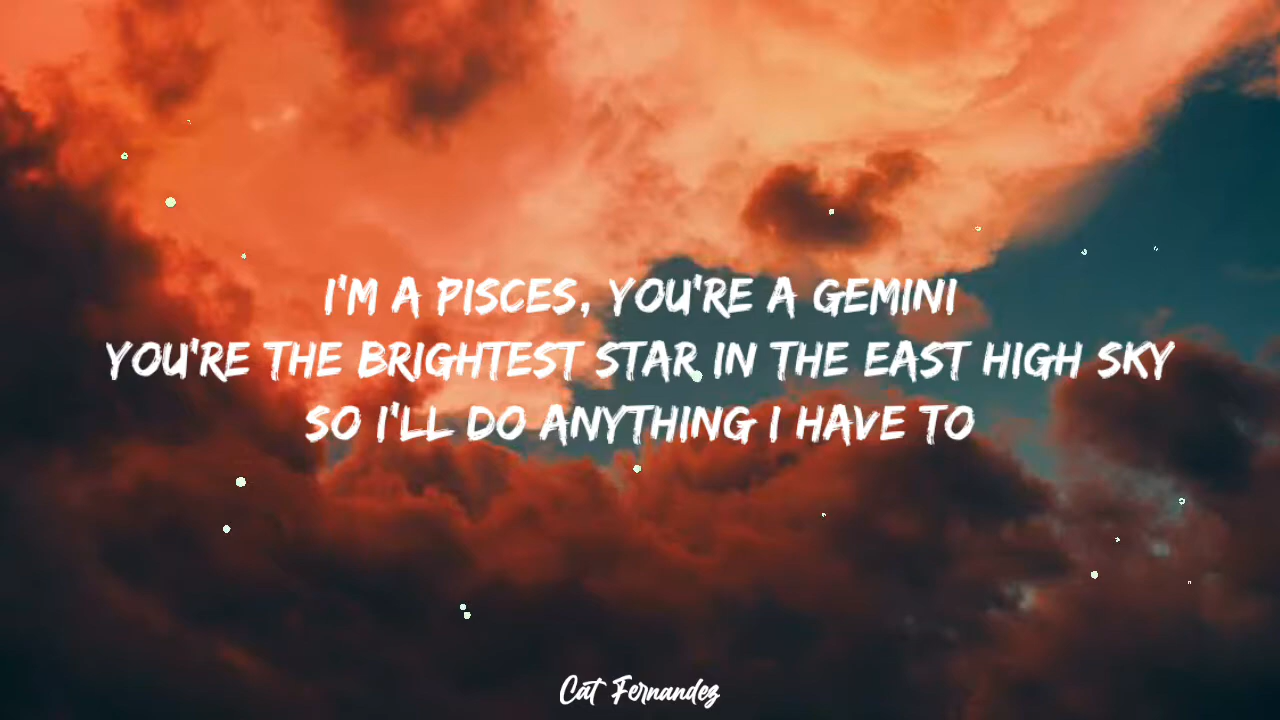 I'M A PISCES, YOU'RE A GEMINI
YOU'RE THE BRIGHTEST STAR IN THE EAST HIGH SKY
SO I'LL DO ANYTHING I HAVE TO
Cat Fernandez